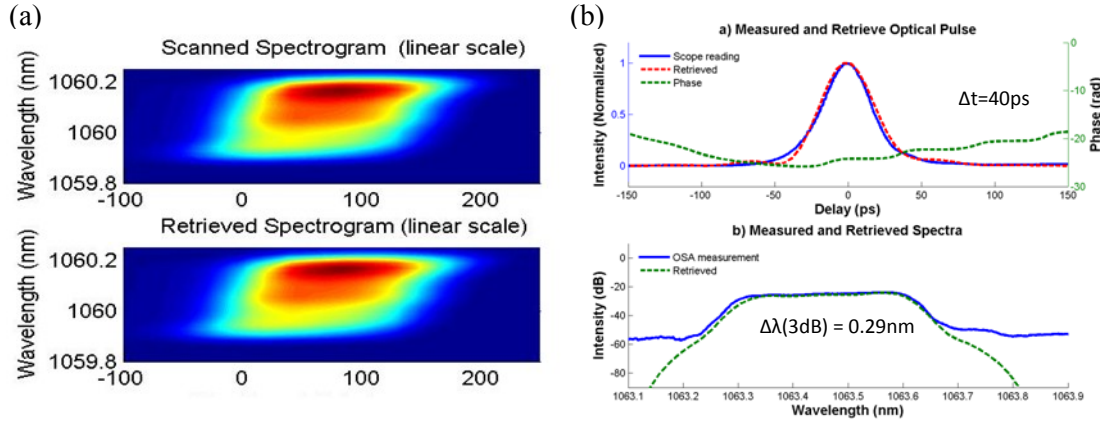 (a)
Scanned Spectrogram (linear scale)
Wavelength (nm)
1060.2
1060
1059.8
-100 0 100 200
Retrieved Spectrogram (linear scale)
Wavelength (nm)
1060.2
1060
1059.8
-100 0 100 200
(b)
a) Measured and Retrieve Optical Pulse
Intensity (Normalized)
1
0.5
0
Scope reading
Retrieved
Phase
Δt=40ps
0
-10
-20
-30
Phase (rad)
-150 -100 -50 0 50 100 150
Delay (ps)
b) Measured and Retrieved Spectra
Intensity (dB)
0
-20
-40
-60
-80
OSA measurement
Retrieved
Δλ(3dB) = 0.29nm
1063.1 1063.2 1063.3 1063.4 1063.5 1063.6 1063.7 1063.8 1063.9
Wavelength (nm)